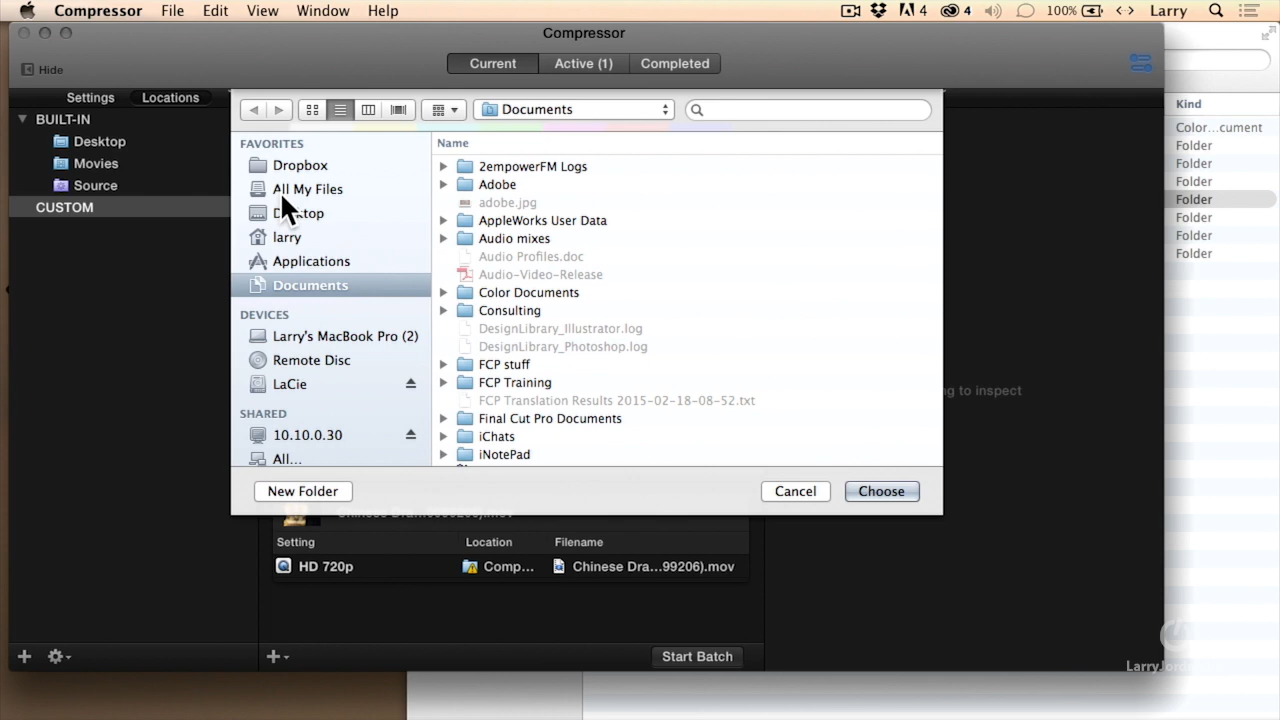 Compressor File Edit View Window Help 4 4 100% Larry
Compressor
Hide
Current Active (1) Completed
Settings Locations
BUILT-IN
Desktop
Movies
Source
CUSTOM
Documents
FAVORITES
Dropbox
All My Files
Desktop
larry
Applications
Documents
DEVICES
Larry's MacBook Pro (2)
Remote Disc
LaCie
SHARED
10.10.0.30
All...
Name
2empowerFM Logs
Adobe
adobe.jpg
AppleWorks User Data
Audio mixes
Audio Profiles.doc
Audio-Video-Release
Color Documents
Consulting
DesignLibrary_Illustrator.log
DesignLibrary_Photoshop.log
FCP stuff
FCP Training
FCP Translation Results 2015-02-18-08-52.txt
Final Cut Pro Documents
iChats
iNotePad
New Folder Cancel Choose
Kind
Color...cument
Folder
Folder
Folder
Folder
Folder
Folder
Folder
ng to inspect
Setting Location Filename
HD 720p Comp... Chinese Dra...99206).mov
Start Batch